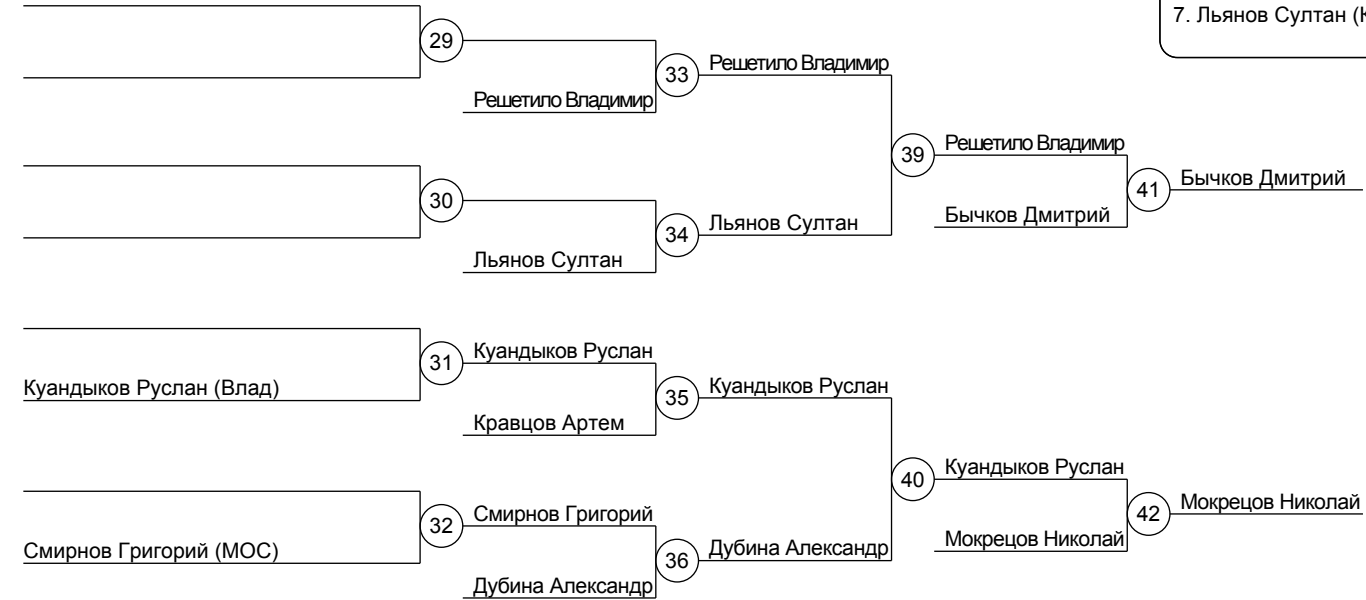 7. Льянов Султан (К
29
Решетило Владимир
33
Решетило Владимир
39
Решетило Владимир
Бычков Дмитрий
41
Бычков Дмитрий
30
Льянов Султан
34
Льянов Султан
Куандыков Руслан (Влад)
31
Куандыков Руслан
Кравцов Артем
35
Куандыков Руслан
40
Куандыков Руслан
Мокрецов Николай
42
Мокрецов Николай
Смирнов Григорий (МОС)
32
Смирнов Григорий
Дубина Александр
36
Дубина Александр